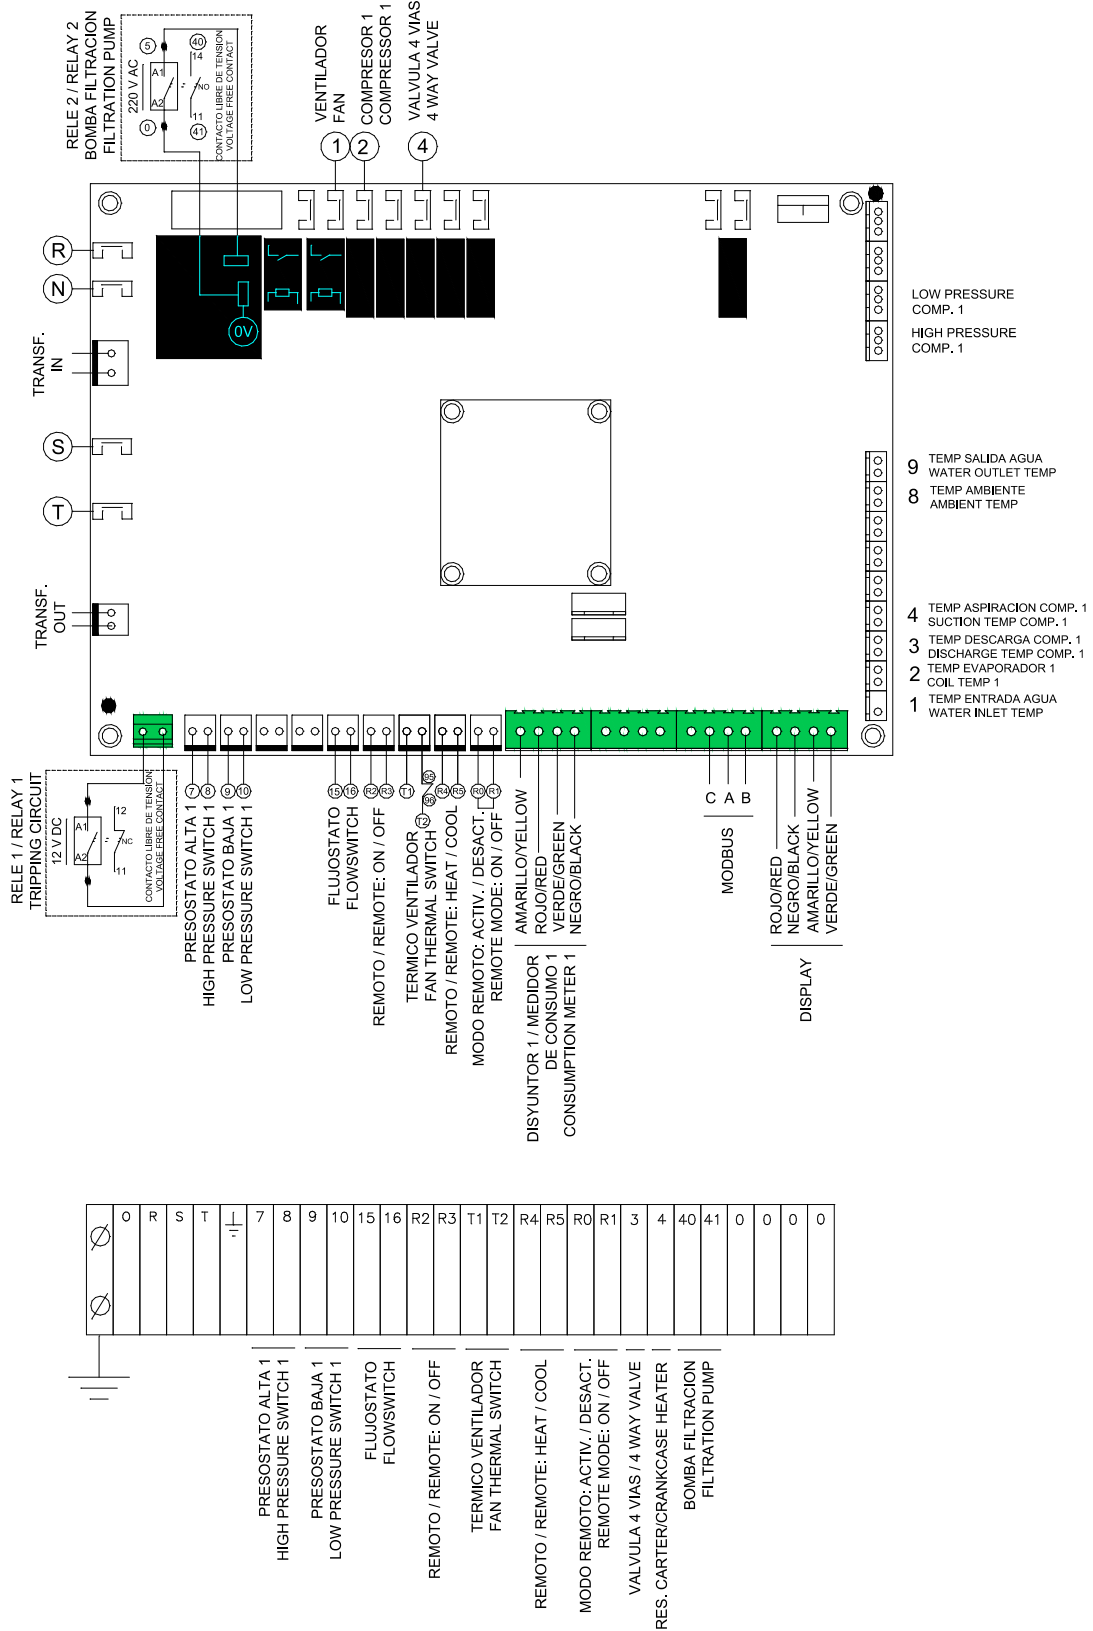 RELE 2 / RELAY 2
BOMBA FILTRACION
FILTRATION PUMP
220 V AC
5
A1
A2
0
40
14
NO
11
41
CONTACTO LIBRE DE TENSION
VOLTAGE FREE CONTACT
VENTILADOR
FAN
1
COMPRESOR 1
COMPRESSOR 1
2
VALVULA 4 VIAS
4 WAY VALVE
4
R
N
TRANSF.
IN
S
T
TRANSF.
OUT
0V
LOW PRESSURE
COMP. 1
HIGH PRESSURE
COMP. 1
9 TEMP SALIDA AGUA
WATER OUTLET TEMP
8 TEMP AMBIENTE
AMBIENT TEMP
4 TEMP ASPIRACION COMP. 1
SUCTION TEMP COMP. 1
3 TEMP DESCARGA COMP. 1
DISCHARGE TEMP COMP. 1
2 TEMP EVAPORADOR 1
COIL TEMP 1
1 TEMP ENTRADA AGUA
WATER INLET TEMP
RELE 1 / RELAY 1
TRIPPING CIRCUIT
12 V DC
A1
A2
12
NC
11
CONTACTO LIBRE DE TENSION
VOLTAGE FREE CONTACT
7
8
PRESOSTATO ALTA 1
HIGH PRESSURE SWITCH 1
9
10
PRESOSTATO BAJA 1
LOW PRESSURE SWITCH 1
15
16
FLUJOSTATO
FLOWSWITCH
R2
R3
REMOTO / REMOTE: ON / OFF
T1
95
96
T2
TERMICO VENTILADOR
FAN THERMAL SWITCH
R4
R5
REMOTO / REMOTE: HEAT / COOL
R0
R1
MODO REMOTO: ACTIV. / DESACT.
REMOTE MODE: ON / OFF
AMARILLO/YELLOW
ROJO/RED
VERDE/GREEN
NEGRO/BLACK
DISYUNTOR 1 / MEDIDOR
DE CONSUMO 1
CONSUMPTION METER 1
C A B
MODBUS
ROJO/RED
NEGRO/BLACK
AMARILLO/YELLOW
VERDE/GREEN
DISPLAY
0 R S T 7 8 9 10 15 16 R2 R3 T1 T2 R4 R5 R0 R1 3 4 40 41 0 0 0 0
PRESOSTATO ALTA 1
HIGH PRESSURE SWITCH 1
PRESOSTATO BAJA 1
LOW PRESSURE SWITCH 1
FLUJOSTATO
FLOWSWITCH
REMOTO / REMOTE: ON / OFF
TERMICO VENTILADOR
FAN THERMAL SWITCH
REMOTO / REMOTE: HEAT / COOL
MODO REMOTO: ACTIV. / DESACT.
REMOTE MODE: ON / OFF
VALVULA 4 VIAS / 4 WAY VALVE
RES. CARTER/CRANKCASE HEATER
BOMBA FILTRACION
FILTRATION PUMP